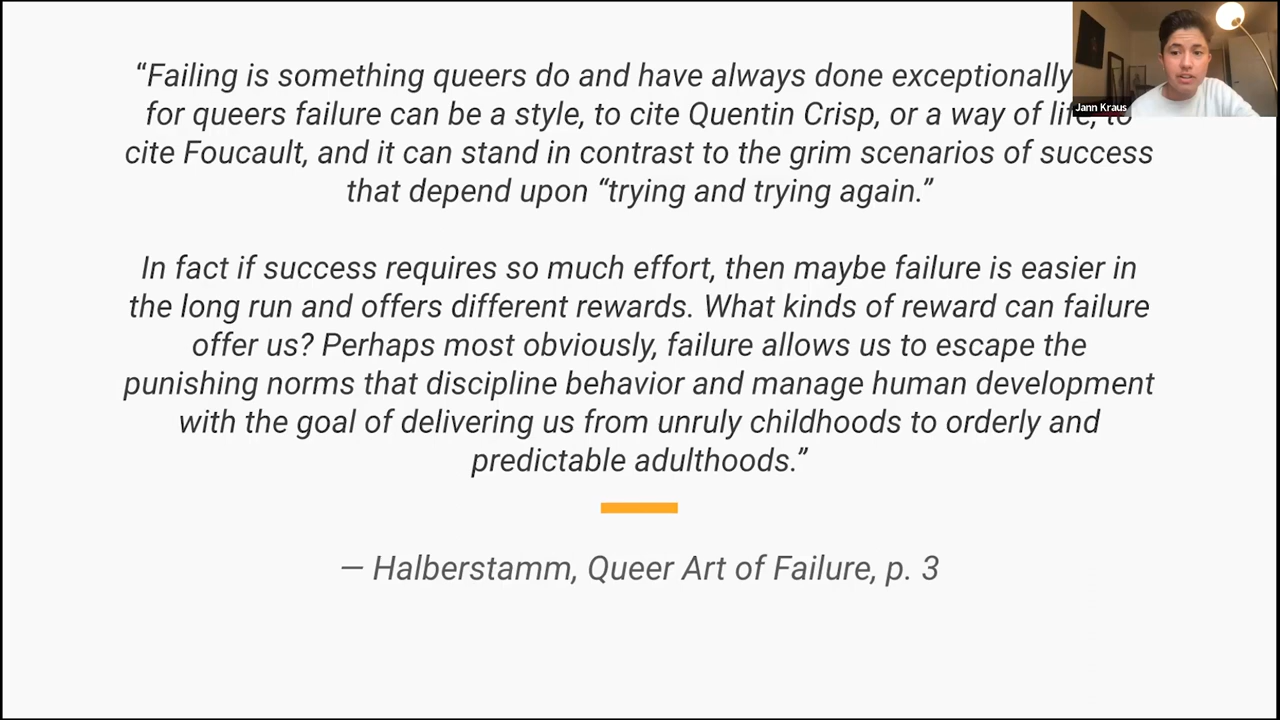 “Failing is something queers do and have always done exceptionally
for queers failure can be a style, to cite Quentin Crisp, or a way of life, to
cite Foucault, and it can stand in contrast to the grim scenarios of success
that depend upon “trying and trying again.”
In fact if success requires so much effort, then maybe failure is easier in
the long run and offers different rewards. What kinds of reward can failure
offer us? Perhaps most obviously, failure allows us to escape the
punishing norms that discipline behavior and manage human development
with the goal of delivering us from unruly childhoods to orderly and
predictable adulthoods.”
— Halberstamm, Queer Art of Failure, p. 3
Jann Kraus